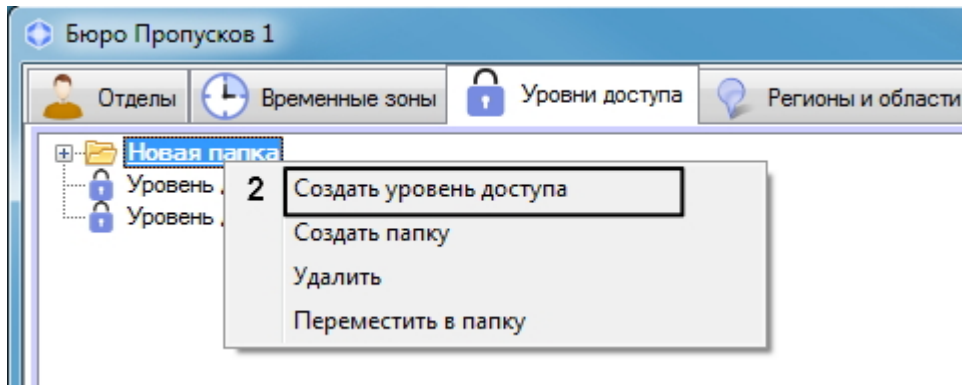 Бюро Пропусков 1
Отделы Временные зоны Уровни доступа Регионы и области
Новая папка
Уровень
2 Создать уровень доступа
Уровень
Создать папку
Удалить
Переместить в папку